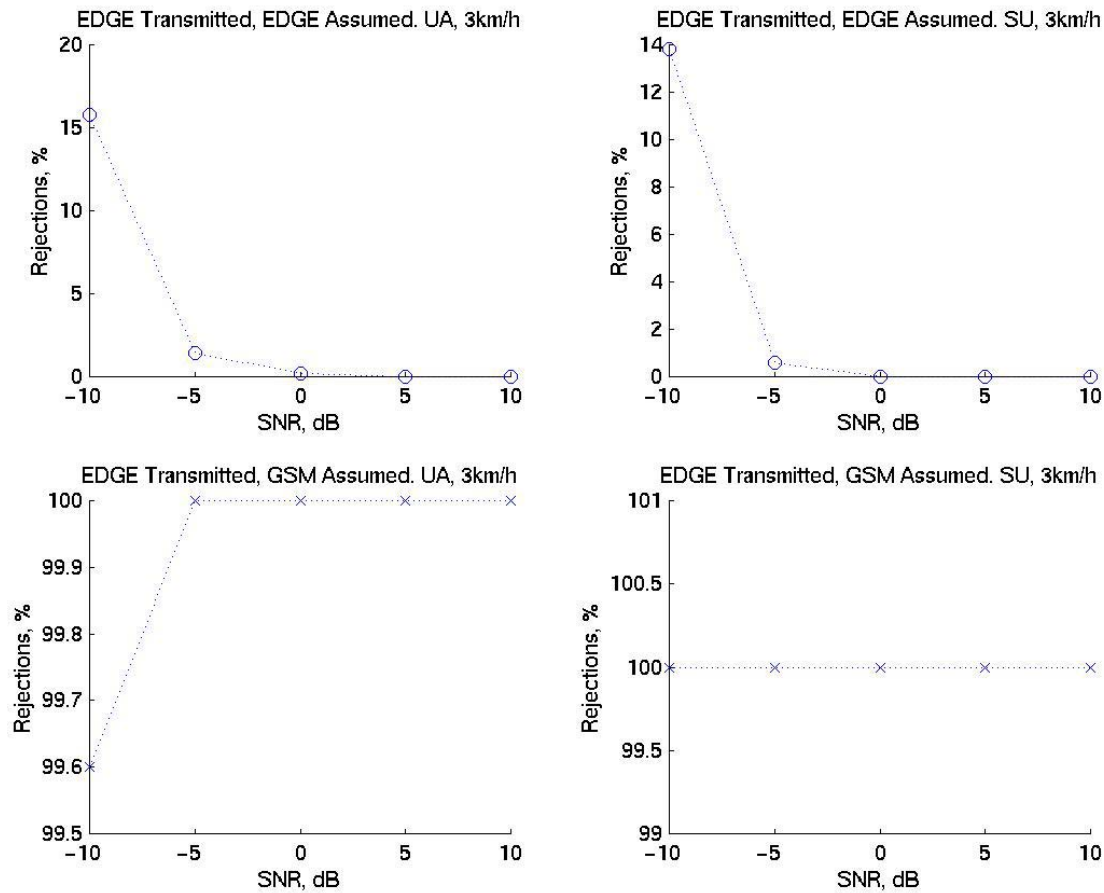 EDGE Transmitted, EDGE Assumed. UA, 3km/h
20
15
10
5
0
Rejections, %
−10 −5 0 5 10
SNR, dB
EDGE Transmitted, EDGE Assumed. SU, 3km/h
14
12
10
8
6
4
2
0
Rejections, %
−10 −5 0 5 10
SNR, dB
EDGE Transmitted, GSM Assumed. UA, 3km/h
100
99.9
99.8
99.7
99.6
99.5
Rejections, %
−10 −5 0 5 10
SNR, dB
EDGE Transmitted, GSM Assumed. SU, 3km/h
101
100.5
100
99.5
99
Rejections, %
−10 −5 0 5 10
SNR, dB